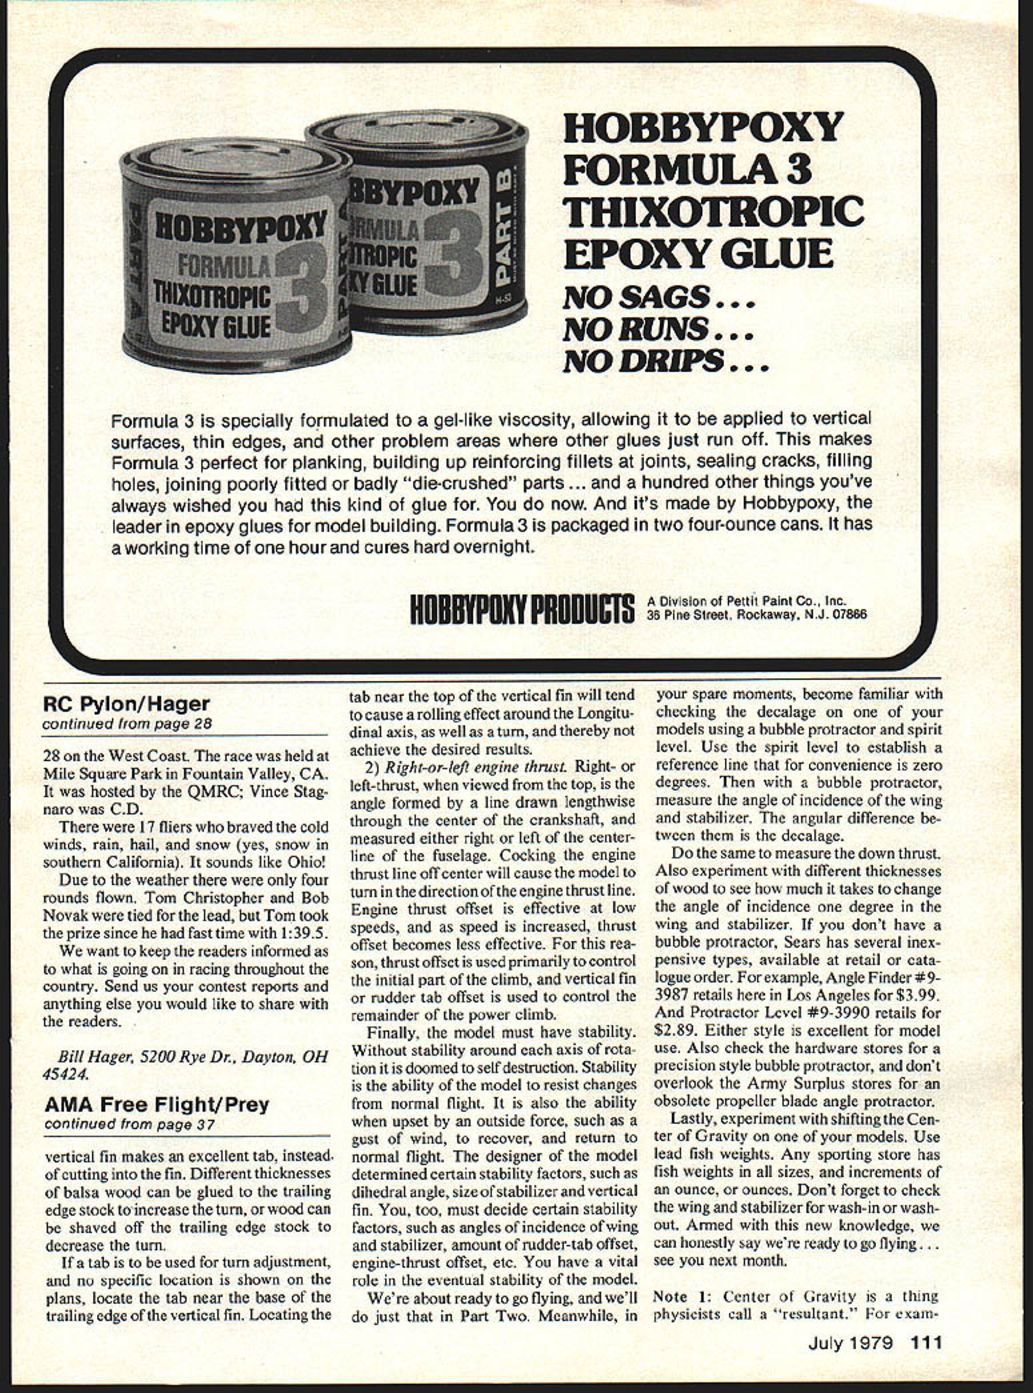 HOBBYPOXY
FORMULA 3
THIXOTROPIC
EPOXY GLUE
NO SAGS...
NO RUNS...
NO DRIPS...
PART A
HOBBYPOXY
FORMULA 3
THIXOTROPIC
EPOXY GLUE
PART A
BBYPOXY
RMULA 3
OTROPIC
XY GLUE
PART B
H-53
Formula 3 is specially formulated to a gel-like viscosity, allowing it to be applied to vertical
surfaces, thin edges, and other problem areas where other glues just run off. This makes
Formula 3 perfect for planking, building up reinforcing fillets at joints, sealing cracks, filling
holes, joining poorly fitted or badly "die-crushed" parts ... and a hundred other things you've
always wished you had this kind of glue for. You do now. And it's made by Hobbypoxy, the
leader in epoxy glues for model building. Formula 3 is packaged in two four-ounce cans. It has
a working time of one hour and cures hard overnight.
HOBBYPOXY PRODUCTS
A Division of Pettit Paint Co., Inc.
36 Pine Street, Rockaway, N.J. 07866
RC Pylon/Hager
continued from page 28
28 on the West Coast. The race was held at
Mile Square Park in Fountain Valley, CA.
It was hosted by the QMRC; Vince Stag-
naro was C.D.
There were 17 fliers who braved the cold
winds, rain, hail, and snow (yes, snow in
southern California). It sounds like Ohio!
Due to the weather there were only four
rounds flown. Tom Christopher and Bob
Novak were tied for the lead, but Tom took
the prize since he had fast time with 1:39.5.
We want to keep the readers informed as
to what is going on in racing throughout the
country. Send us your contest reports and
anything else you would like to share with
the readers.
Bill Hager, 5200 Rye Dr., Dayton, OH
45424.
AMA Free Flight/Prey
continued from page 37
vertical fin makes an excellent tab, instead
of cutting into the fin. Different thicknesses
of balsa wood can be glued to the trailing
edge stock to increase the turn, or wood can
be shaved off the trailing edge stock to
decrease the turn.
If a tab is to be used for turn adjustment,
and no specific location is shown on the
plans, locate the tab near the base of the
trailing edge of the vertical fin. Locating the
tab near the top of the vertical fin will tend
to cause a rolling effect around the Longitu-
dinal axis, as well as a turn, and thereby not
achieve the desired results.
2) Right-or-left engine thrust. Right- or
left-thrust, when viewed from the top, is the
angle formed by a line drawn lengthwise
through the center of the crankshaft, and
measured either right or left of the center-
line of the fuselage. Cocking the engine
thrust line off center will cause the model to
turn in the direction of the engine thrust line.
Engine thrust offset is effective at low
speeds, and as speed is increased, thrust
offset becomes less effective. For this rea-
son, thrust offset is used primarily to control
the initial part of the climb, and vertical fin
or rudder tab offset is used to control the
remainder of the power climb.
Finally, the model must have stability.
Without stability around each axis of rota-
tion it is doomed to self destruction. Stability
is the ability of the model to resist changes
from normal flight. It is also the ability
when upset by an outside force, such as a
gust of wind, to recover, and return to
normal flight. The designer of the model
determined certain stability factors, such as
dihedral angle, size of stabilizer and vertical
fin. You, too, must decide certain stability
factors, such as angles of incidence of wing
and stabilizer, amount of rudder-tab offset,
engine-thrust offset, etc. You have a vital
role in the eventual stability of the model.
We're about ready to go flying, and we'll
do just that in Part Two. Meanwhile, in
your spare moments, become familiar with
checking the decalage on one of your
models using a bubble protractor and spirit
level. Use the spirit level to establish a
reference line that for convenience is zero
degrees. Then with a bubble protractor,
measure the angle of incidence of the wing
and stabilizer. The angular difference be-
tween them is the decalage.
Do the same to measure the down thrust.
Also experiment with different thicknesses
of wood to see how much it takes to change
the angle of incidence one degree in the
wing and stabilizer. If you don't have a
bubble protractor, Sears has several inex-
pensive types, available at retail or cata-
logue order. For example, Angle Finder #9-
3987 retails here in Los Angeles for $3.99.
And Protractor Level #9-3990 retails for
$2.89. Either style is excellent for model
use. Also check the hardware stores for a
precision style bubble protractor, and don't
overlook the Army Surplus stores for an
obsolete propeller blade angle protractor.
Lastly, experiment with shifting the Cen-
ter of Gravity on one of your models. Use
lead fish weights. Any sporting store has
fish weights in all sizes, and increments of
an ounce, or ounces. Don't forget to check
the wing and stabilizer for wash-in or wash-
out. Armed with this new knowledge, we
can honestly say we're ready to go flying...
see you next month.
Note 1: Center of Gravity is a thing
physicists call a "resultant." For exam-
July 1979 111